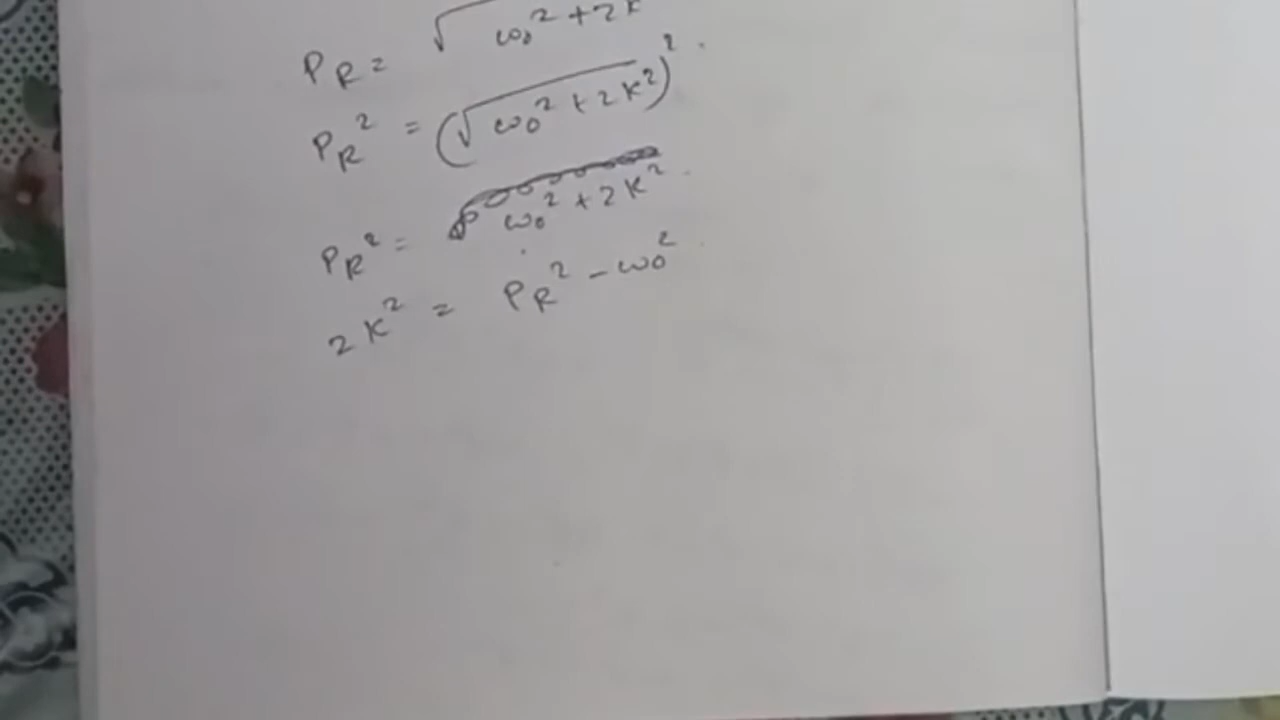 P_R = √ω₀² + 2K
P_R² = (√ω₀² + 2K²)².
P_R² = ω₀² + 2K².
2K² = P_R² - ω₀².